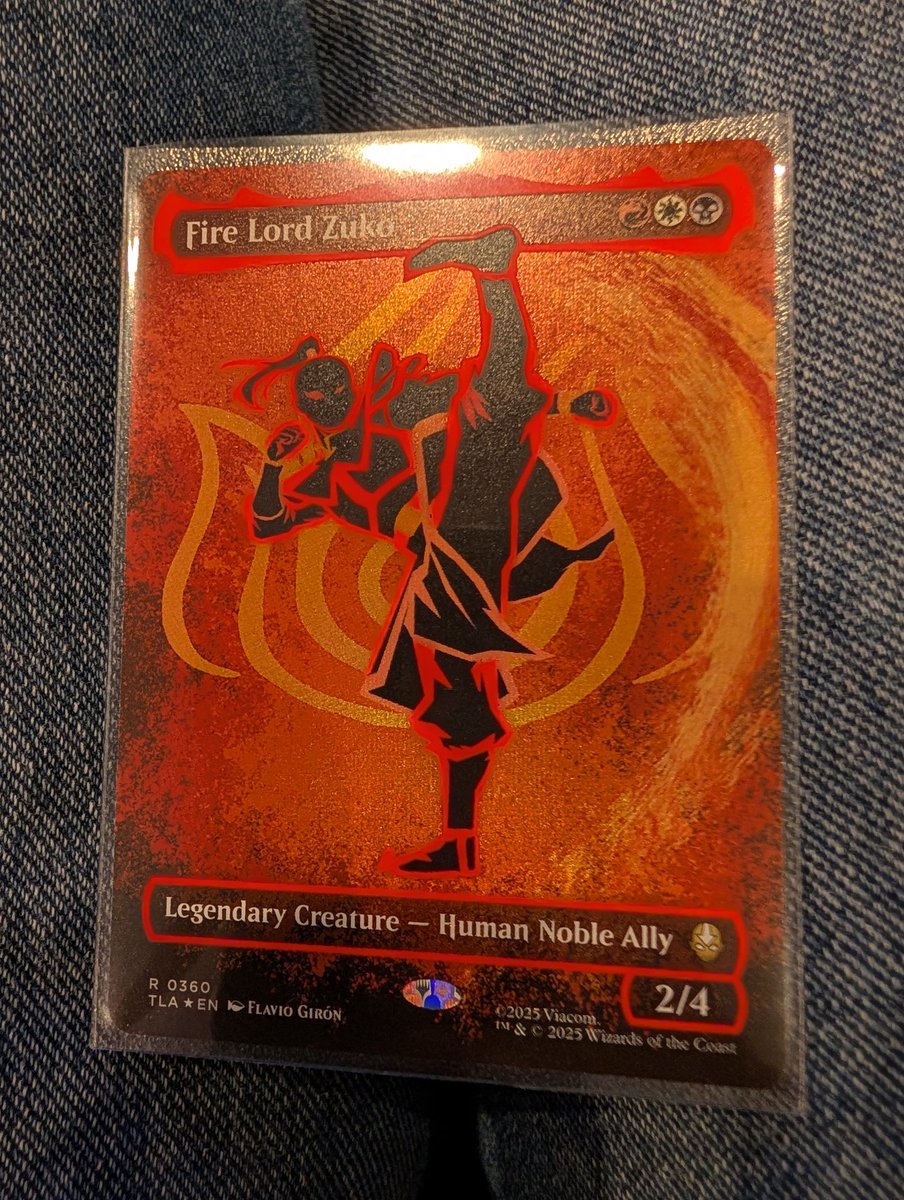 Fire Lord Zuko
Legendary Creature — Human Noble Ally
R 0360
TLA★EN Flavio Girón
2/4
©2025 Viacom.
™ & © 2025 Wizards of the Coast